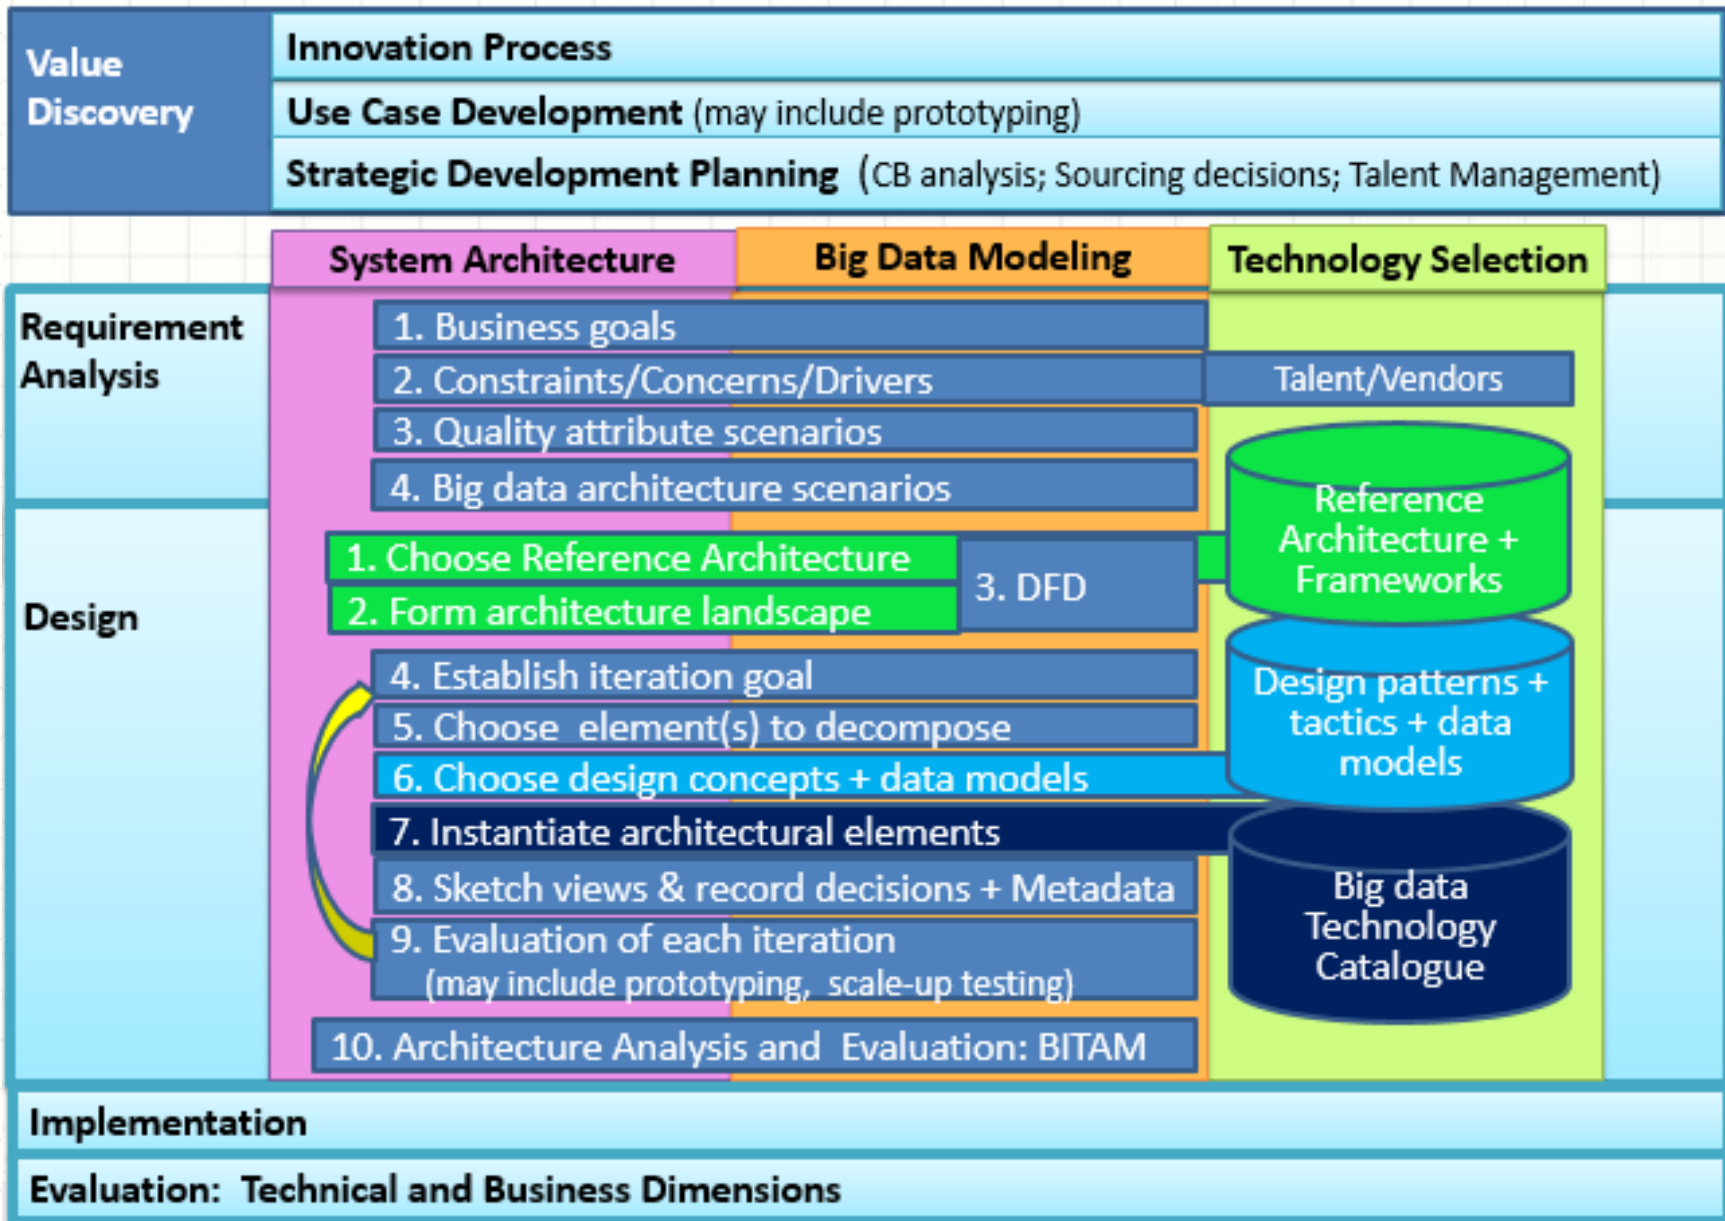 Value
Discovery
Innovation Process
Use Case Development (may include prototyping)
Strategic Development Planning (CB analysis; Sourcing decisions; Talent Management)
System Architecture
Big Data Modeling
Technology Selection
Requirement
Analysis
1. Business goals
2. Constraints/Concerns/Drivers
Talent/Vendors
3. Quality attribute scenarios
4. Big data architecture scenarios
Reference
Architecture +
Frameworks
Design
1. Choose Reference Architecture
2. Form architecture landscape
3. DFD
4. Establish iteration goal
5. Choose element(s) to decompose
6. Choose design concepts + data models
Design patterns +
tactics + data
models
7. Instantiate architectural elements
8. Sketch views & record decisions + Metadata
9. Evaluation of each iteration
(may include prototyping, scale-up testing)
Big data
Technology
Catalogue
10. Architecture Analysis and Evaluation: BITAM
Implementation
Evaluation: Technical and Business Dimensions